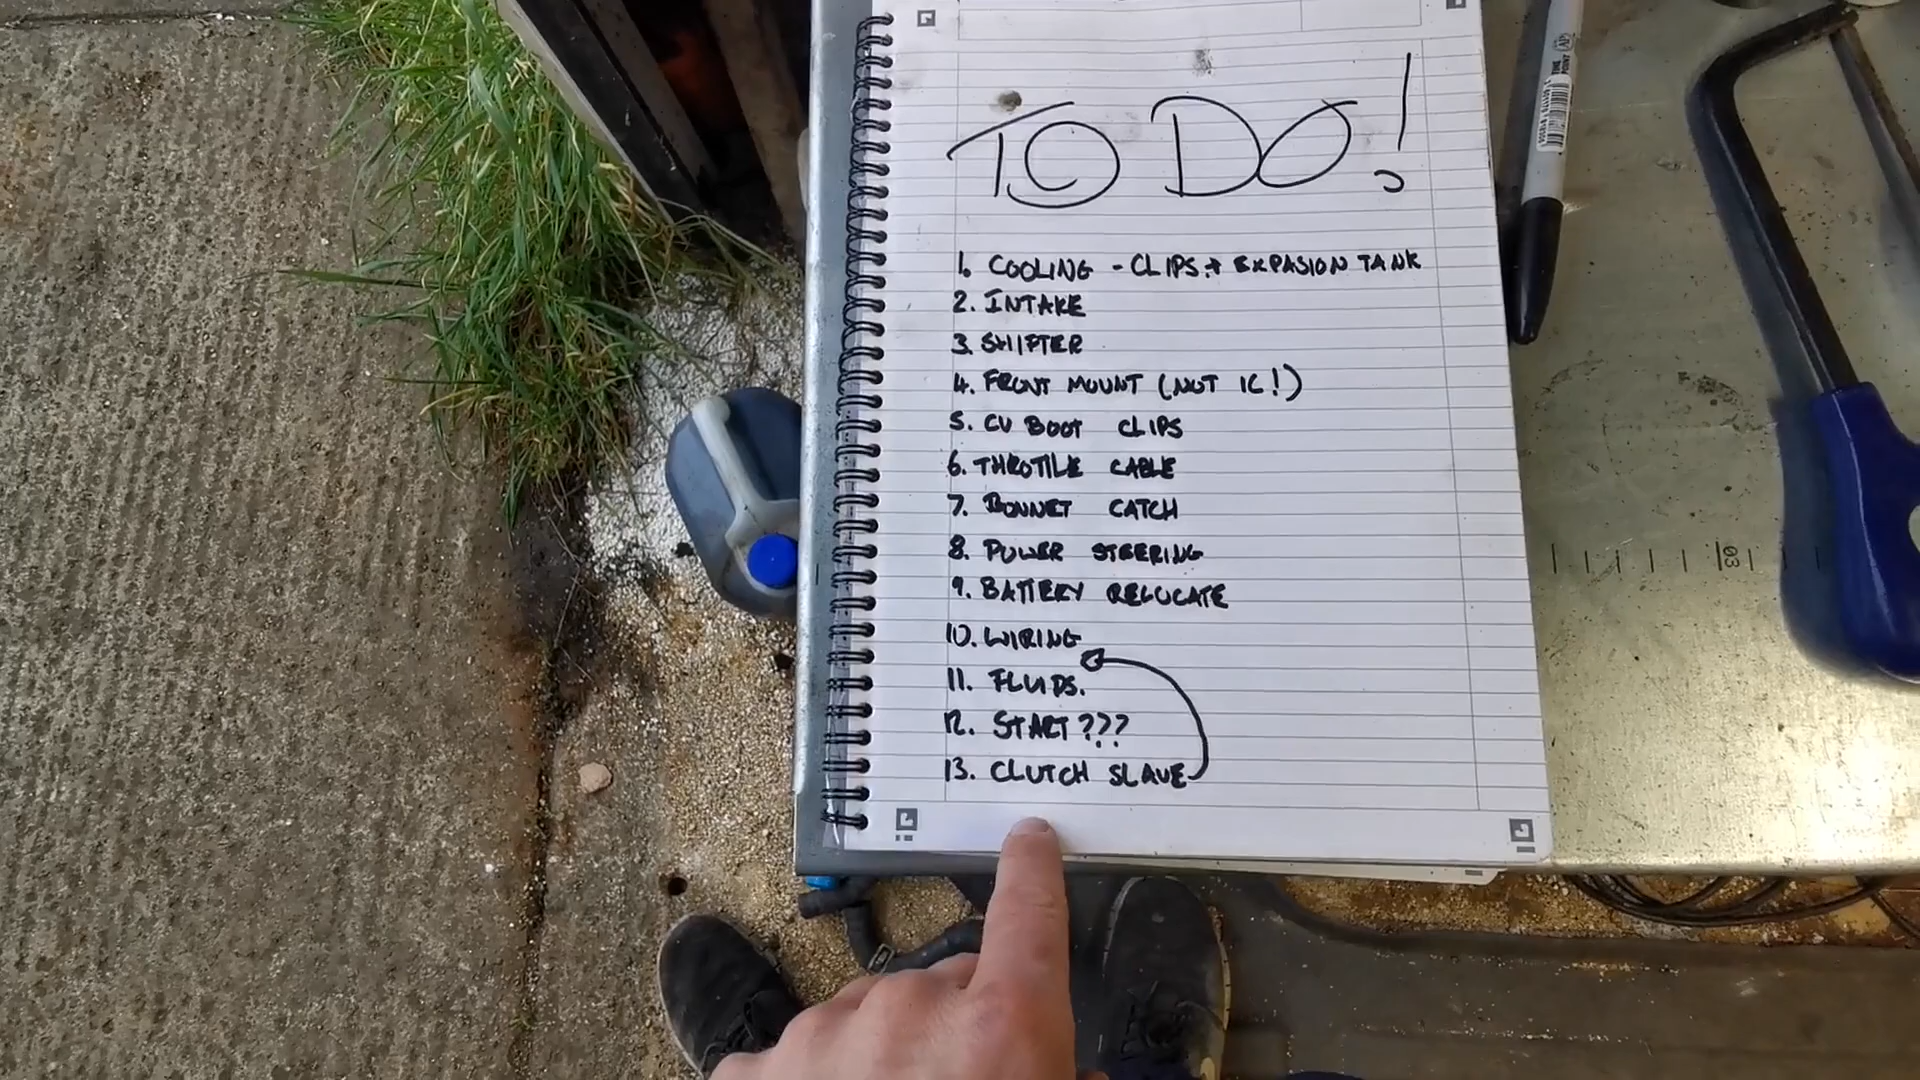 TO DO!
1. COOLING - CLIPS + EXPASION TANK
2. INTAKE
3. SHIFTER
4. FRONT MOUNT (NOT IC!)
5. CV BOOT CLIPS
6. THROTTLE CABLE
7. BONNET CATCH
8. POWER STEERING
9. BATTERY RELOCATE
10. WIRING
11. FLUIDS.
12. START???
13. CLUTCH SLAVE